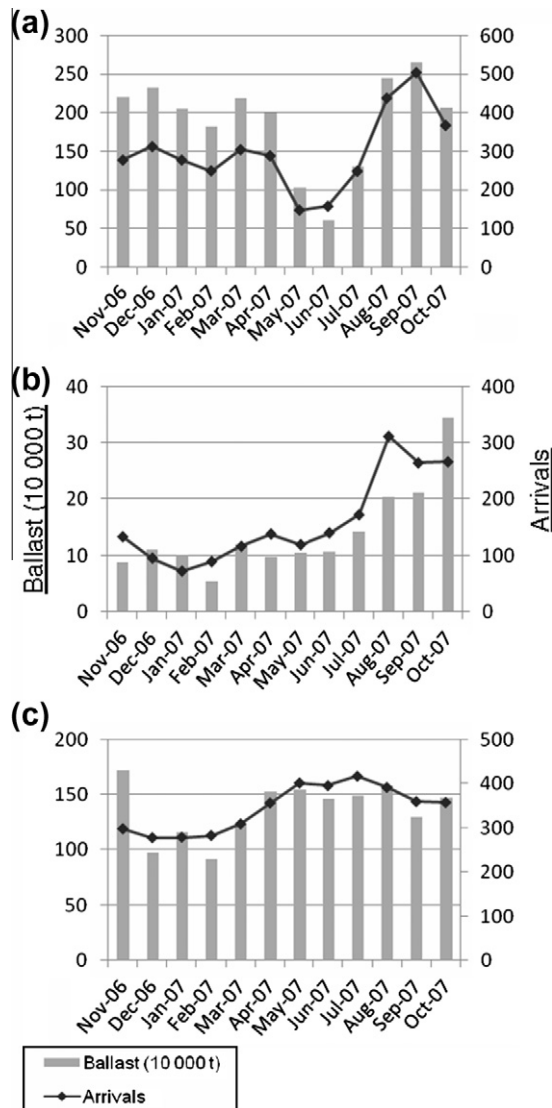 (a)
300 600
250 500
200 400
150 300
100 200
50 100
0 0
Nov-06 Dec-06 Jan-07 Feb-07 Mar-07 Apr-07 May-07 Jun-07 Jul-07 Aug-07 Sep-07 Oct-07
(b)
Ballast (10 000 t)
Arrivals
40 400
30 300
20 200
10 100
0 0
Nov-06 Dec-06 Jan-07 Feb-07 Mar-07 Apr-07 May-07 Jun-07 Jul-07 Aug-07 Sep-07 Oct-07
(c)
200 500
150 400
100 300
50 200
0 100
0
Nov-06 Dec-06 Jan-07 Feb-07 Mar-07 Apr-07 May-07 Jun-07 Jul-07 Aug-07 Sep-07 Oct-07
Ballast (10 000 t)
Arrivals